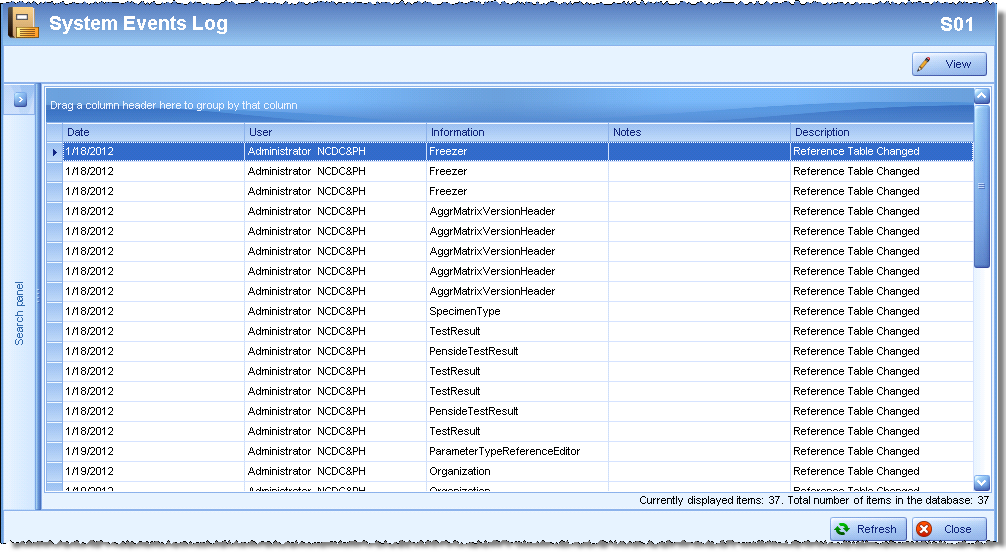 System Events Log S01
View
Drag a column header here to group by that column
Date User Information Notes Description
1/18/2012 Administrator NCDC&PH Freezer Reference Table Changed
1/18/2012 Administrator NCDC&PH Freezer Reference Table Changed
1/18/2012 Administrator NCDC&PH Freezer Reference Table Changed
1/18/2012 Administrator NCDC&PH AggrMatrixVersionHeader Reference Table Changed
1/18/2012 Administrator NCDC&PH AggrMatrixVersionHeader Reference Table Changed
1/18/2012 Administrator NCDC&PH AggrMatrixVersionHeader Reference Table Changed
1/18/2012 Administrator NCDC&PH AggrMatrixVersionHeader Reference Table Changed
1/18/2012 Administrator NCDC&PH AggrMatrixVersionHeader Reference Table Changed
1/18/2012 Administrator NCDC&PH SpecimenType Reference Table Changed
1/18/2012 Administrator NCDC&PH TestResult Reference Table Changed
1/18/2012 Administrator NCDC&PH PensideTestResult Reference Table Changed
1/18/2012 Administrator NCDC&PH TestResult Reference Table Changed
1/18/2012 Administrator NCDC&PH TestResult Reference Table Changed
1/18/2012 Administrator NCDC&PH PensideTestResult Reference Table Changed
1/18/2012 Administrator NCDC&PH TestResult Reference Table Changed
1/19/2012 Administrator NCDC&PH ParameterTypeReferenceEditor Reference Table Changed
1/19/2012 Administrator NCDC&PH Organization Reference Table Changed
1/19/2012 Administrator NCDC&PH Organization Reference Table Changed
Search panel
Currently displayed items: 37. Total number of items in the database: 37
Refresh Close